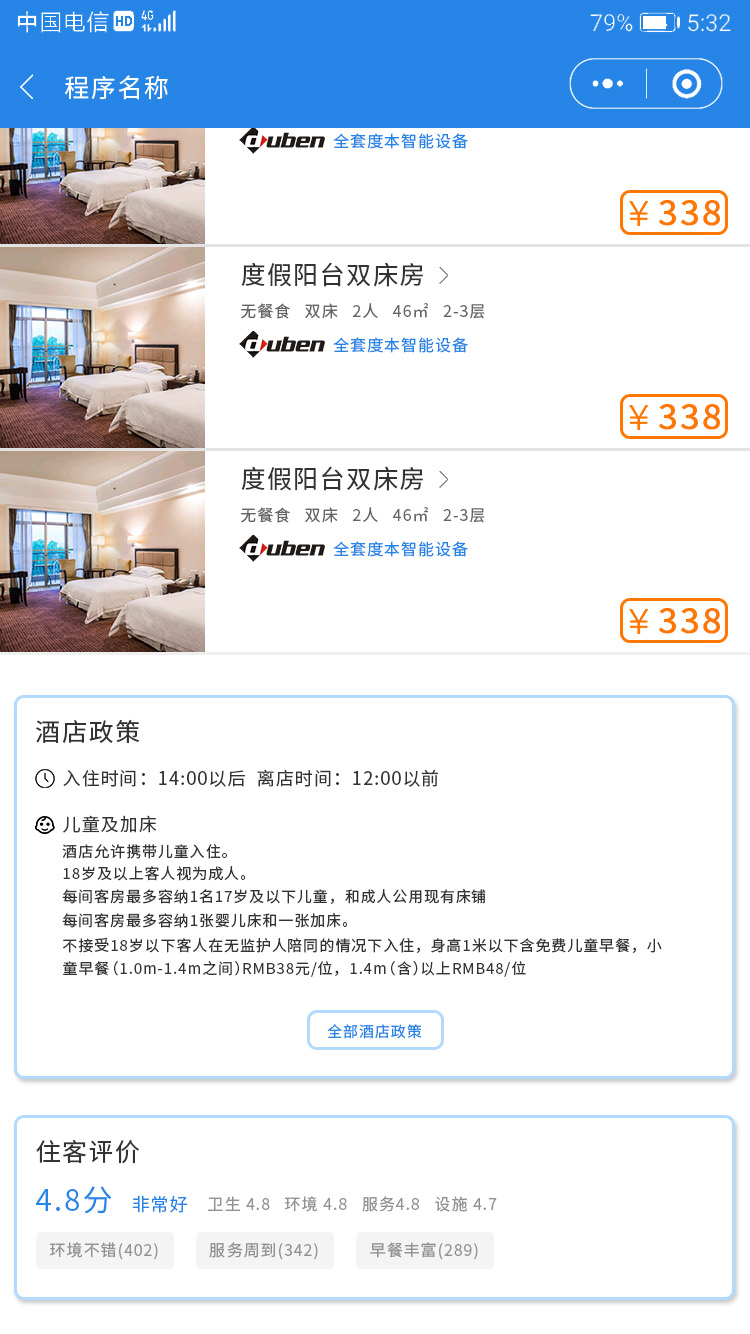 中国电信 HD 4G 79% 5:32
程序名称
uben 全套度本智能设备
¥ 338
度假阳台双床房
无餐食 双床 2人 46㎡ 2-3层
uben 全套度本智能设备
¥ 338
度假阳台双床房
无餐食 双床 2人 46㎡ 2-3层
uben 全套度本智能设备
¥ 338
酒店政策
入住时间：14:00以后 离店时间：12:00以前
儿童及加床
酒店允许携带儿童入住。
18岁及以上客人视为成人。
每间客房最多容纳1名17岁及以下儿童，和成人公用现有床铺
每间客房最多容纳1张婴儿床和一张加床。
不接受18岁以下客人在无监护人陪同的情况下入住，身高1米以下含免费儿童早餐，小
童早餐（1.0m-1.4m之间）RMB38元/位，1.4m（含）以上RMB48/位
全部酒店政策
住客评价
4.8分 非常好 卫生 4.8 环境 4.8 服务4.8 设施 4.7
环境不错(402) 服务周到(342) 早餐丰富(289)